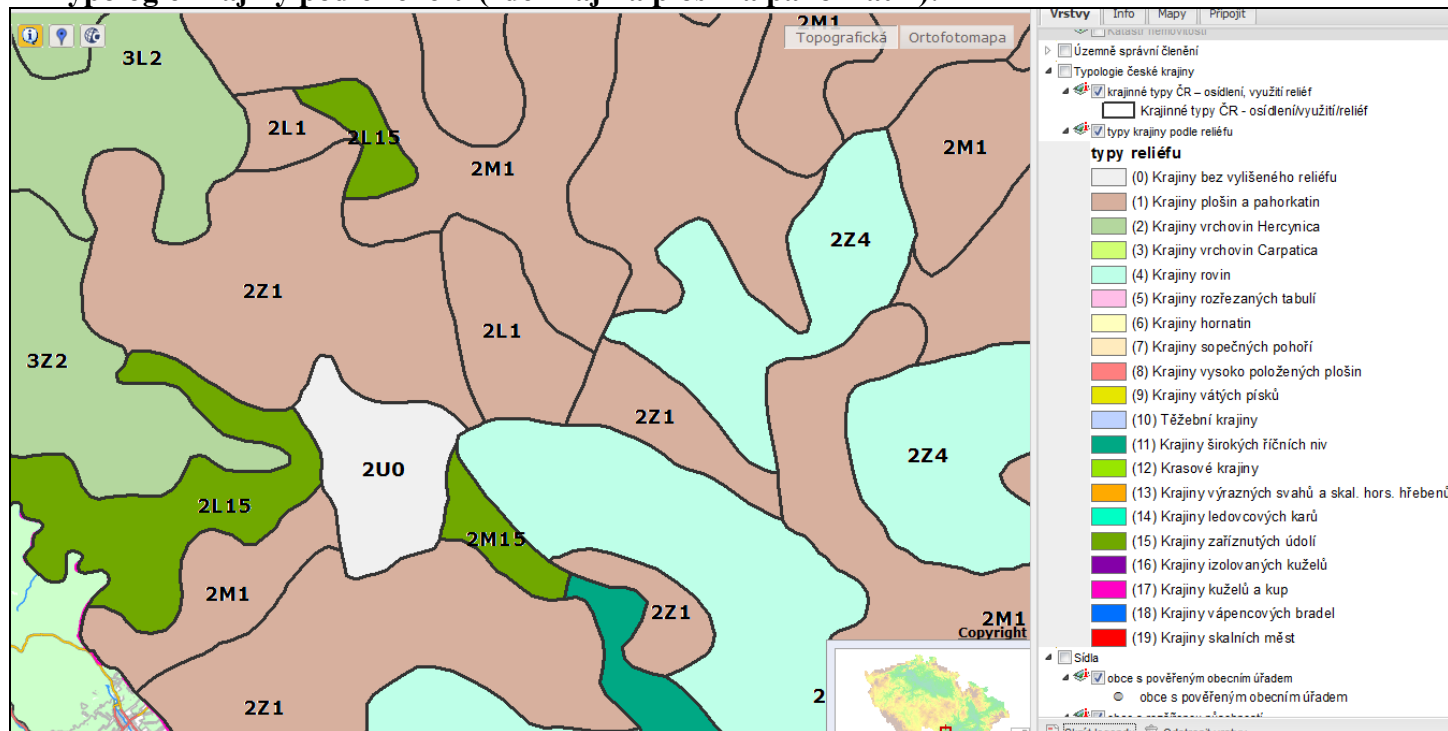 Vrstvy Info Mapy Připojit
Topografická Ortofotomapa
Katastr nemovitostí
Územně správní členění
Typologie české krajiny
krajinné typy ČR – osídlení, využití reliéf
Krajinné typy ČR - osídlení/využití/reliéf
typy krajiny podle reliéfu
typy reliéfu
(0) Krajiny bez vylišeného reliéfu
(1) Krajiny plošin a pahorkatin
(2) Krajiny vrchovin Hercynica
(3) Krajiny vrchovin Carpatica
(4) Krajiny rovin
(5) Krajiny rozřezaných tabulí
(6) Krajiny hornatin
(7) Krajiny sopečných pohoří
(8) Krajiny vysoko položených plošin
(9) Krajiny vátých písků
(10) Těžební krajiny
(11) Krajiny širokých říčních niv
(12) Krasové krajiny
(13) Krajiny výrazných svahů a skal. hors. hřebenů
(14) Krajiny ledovcových karů
(15) Krajiny zaříznutých údolí
(16) Krajiny izolovaných kuželů
(17) Krajiny kuželů a kup
(18) Krajiny vápencových bradel
(19) Krajiny skalních měst
Sídla
obce s pověřeným obecním úřadem
obce s pověřeným obecním úřadem
2M1
3L2
2L1
2L15
2M1
2M1
2Z4
2Z1
2L1
3Z2
2Z1
2Z4
2U0
2L15
2M15
2M1
2Z1
2M1
Copyright
2Z1
2